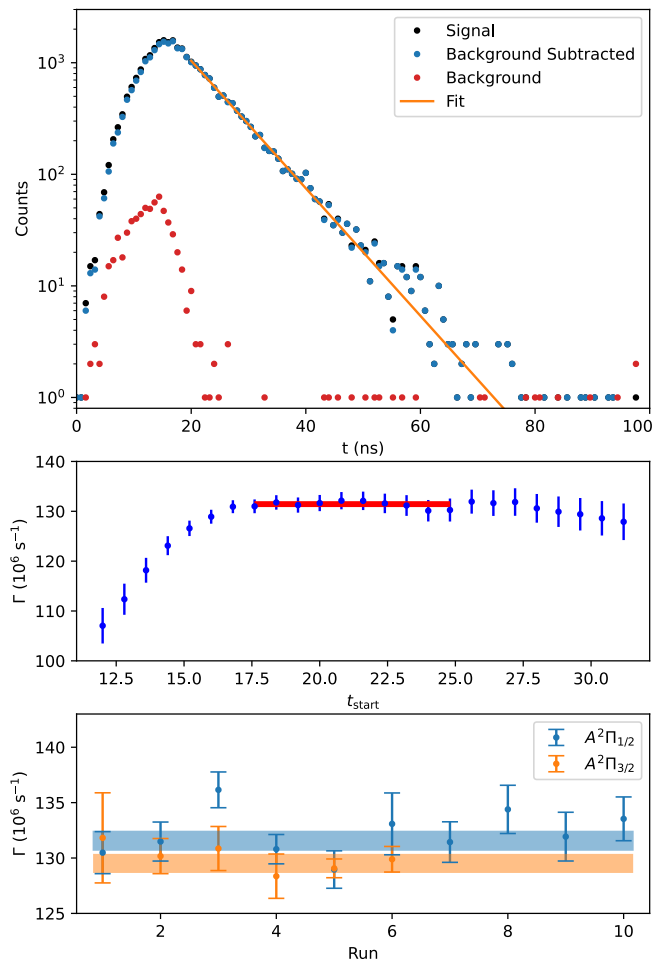 Signal
Background Subtracted
Background
Fit
10³
10²
10¹
10⁰
Counts
0 20 40 60 80 100
t (ns)
140
130
120
110
100
Γ (10⁶ s⁻¹)
12.5 15.0 17.5 20.0 22.5 25.0 27.5 30.0
t_start
A²Π₁/₂
A²Π₃/₂
140
135
130
125
Γ (10⁶ s⁻¹)
2 4 6 8 10
Run